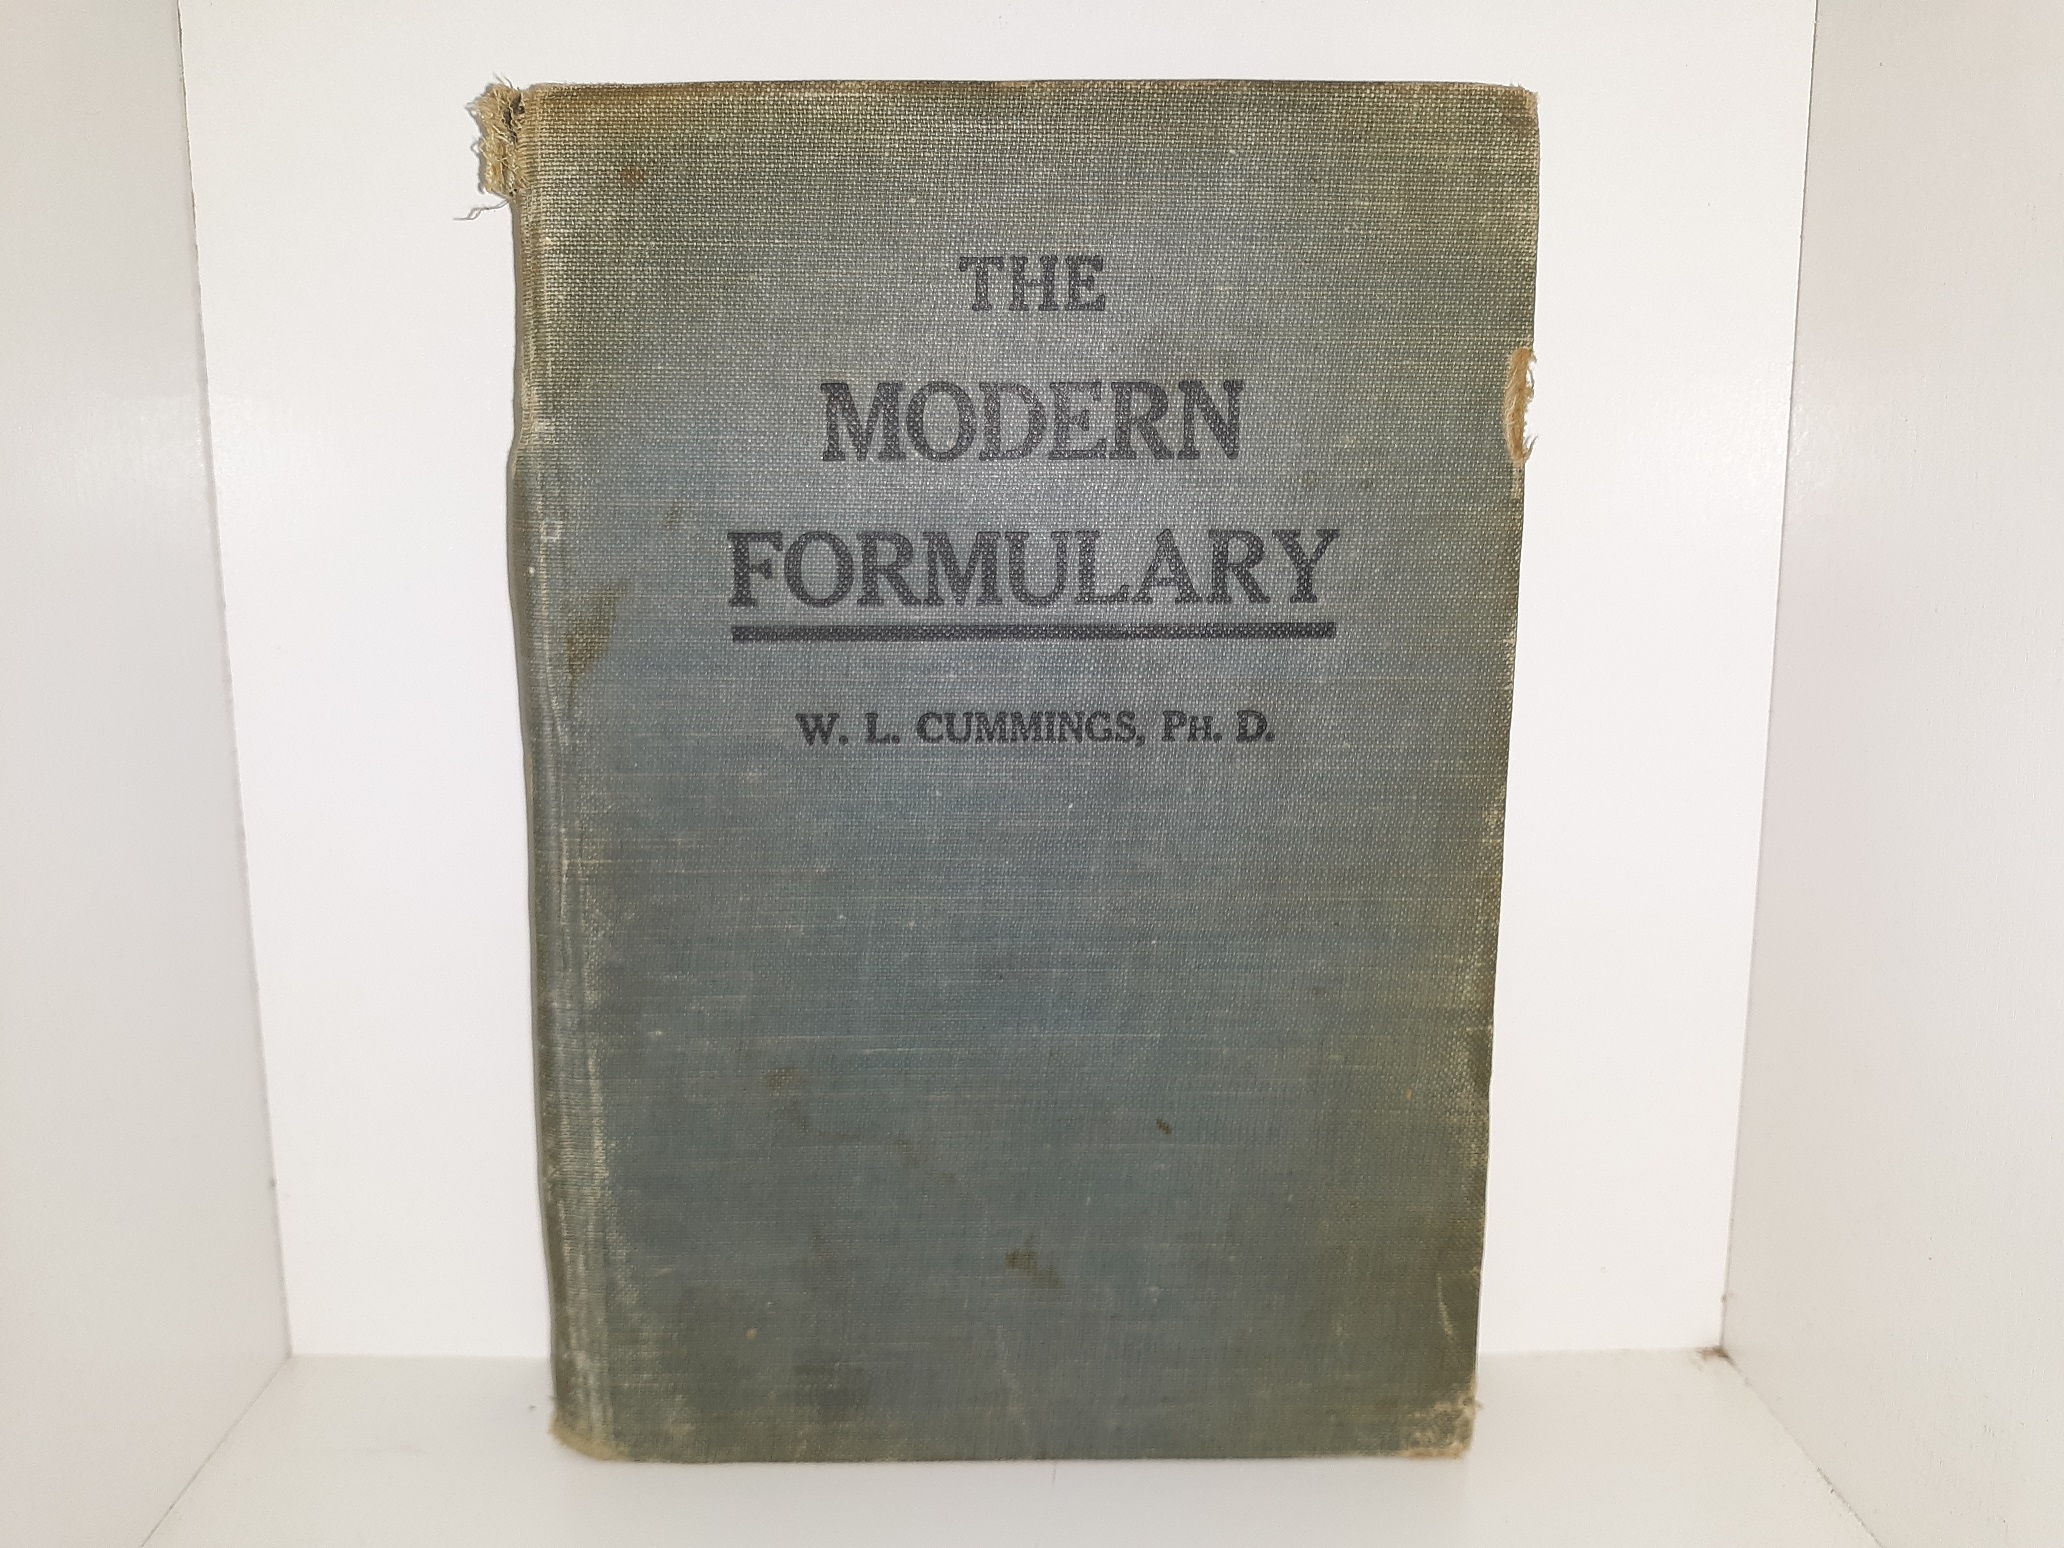 THE
MODERN
FORMULARY
W. L. CUMMINGS, PH. D.